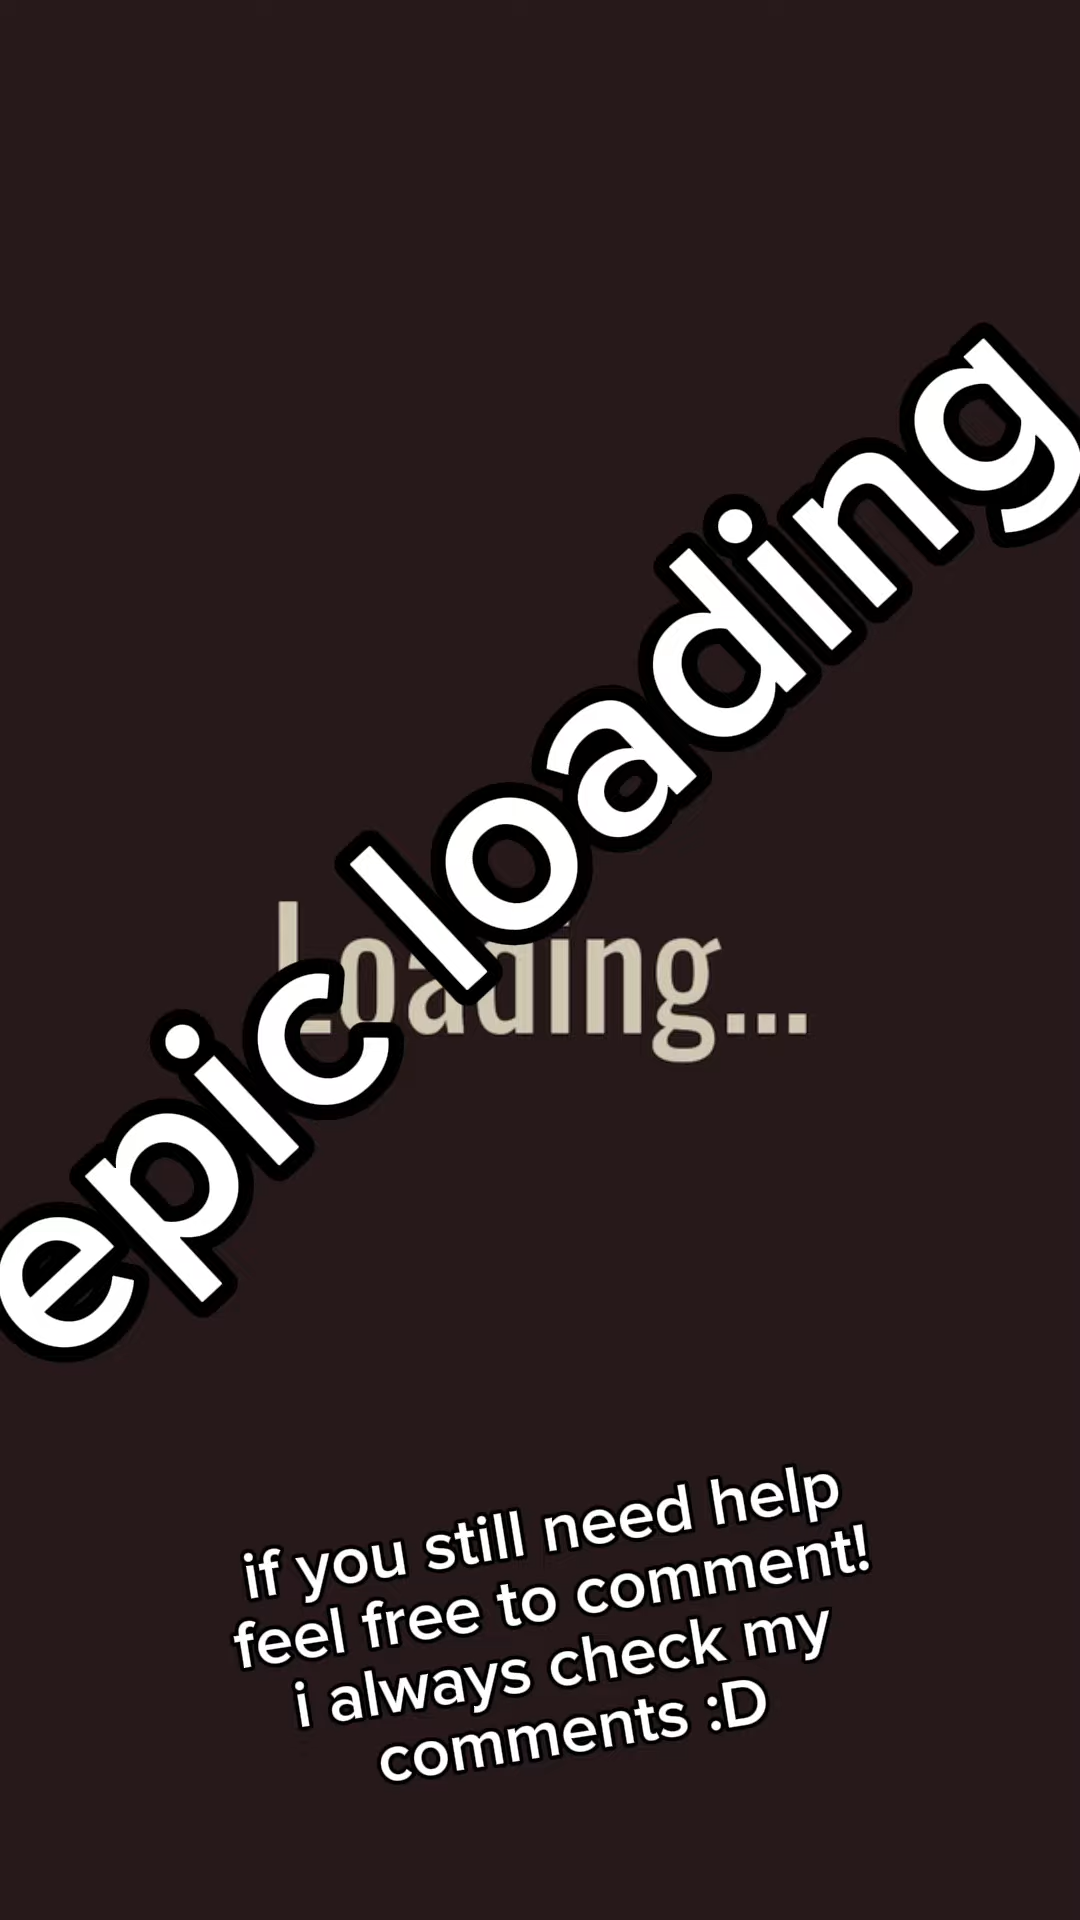 epic loading
Loading...
if you still need help
feel free to comment!
i always check my
comments :D